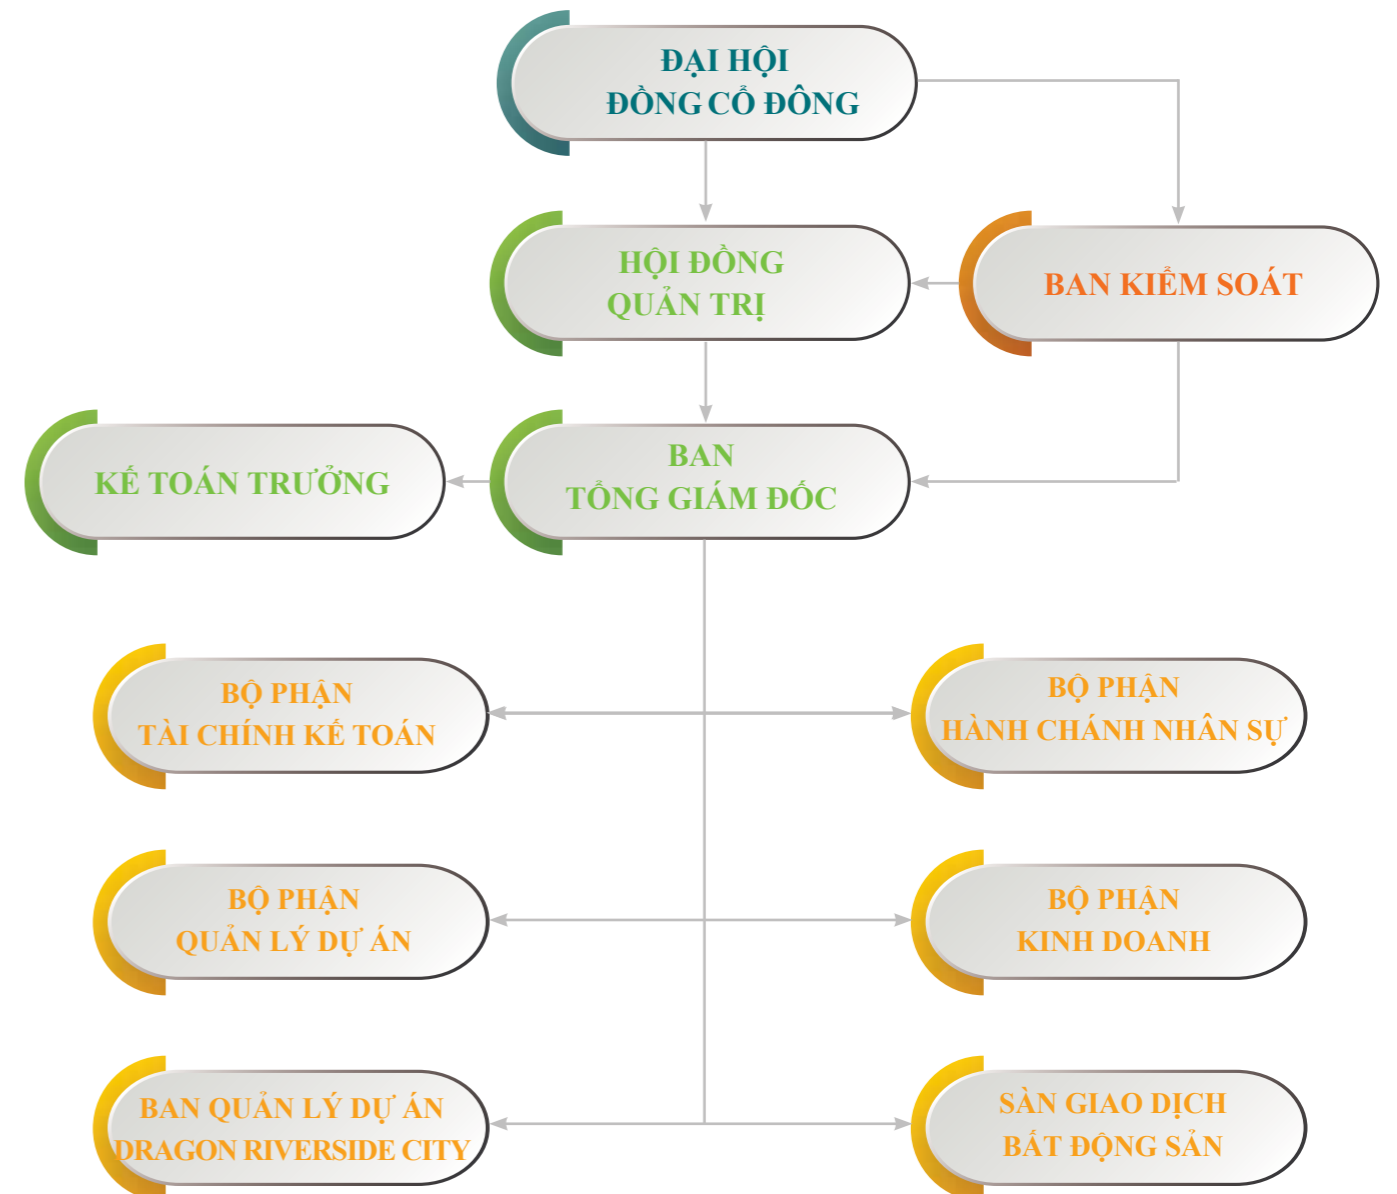 ĐẠI HỘI
ĐỒNG CỔ ĐÔNG
HỘI ĐỒNG
QUẢN TRỊ
BAN KIỂM SOÁT
KẾ TOÁN TRƯỞNG
BAN
TỔNG GIÁM ĐỐC
BỘ PHẬN
TÀI CHÍNH KẾ TOÁN
BỘ PHẬN
HÀNH CHÁNH NHÂN SỰ
BỘ PHẬN
QUẢN LÝ DỰ ÁN
BỘ PHẬN
KINH DOANH
BAN QUẢN LÝ DỰ ÁN
DRAGON RIVERSIDE CITY
SÀN GIAO DỊCH
BẤT ĐỘNG SẢN